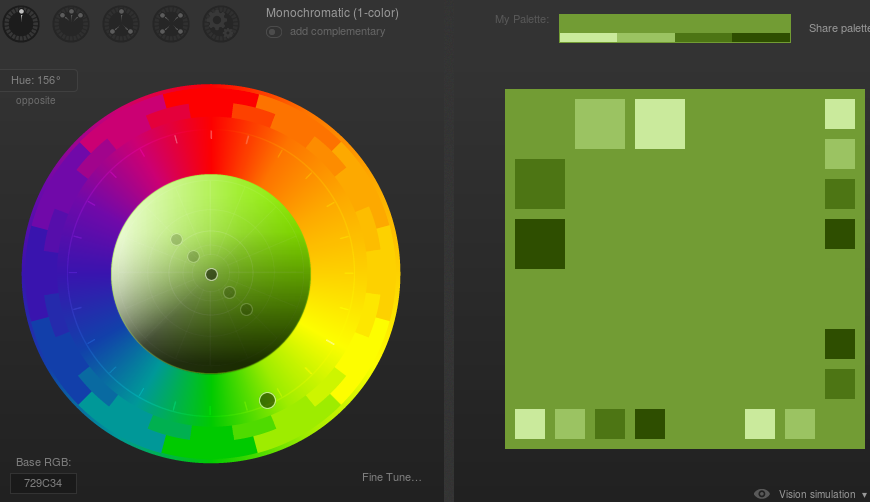 Monochromatic (1-color)
add complementary
My Palette:
Share palette
Hue: 156°
opposite
Base RGB:
729C34
Fine Tune...
Vision simulation ▾